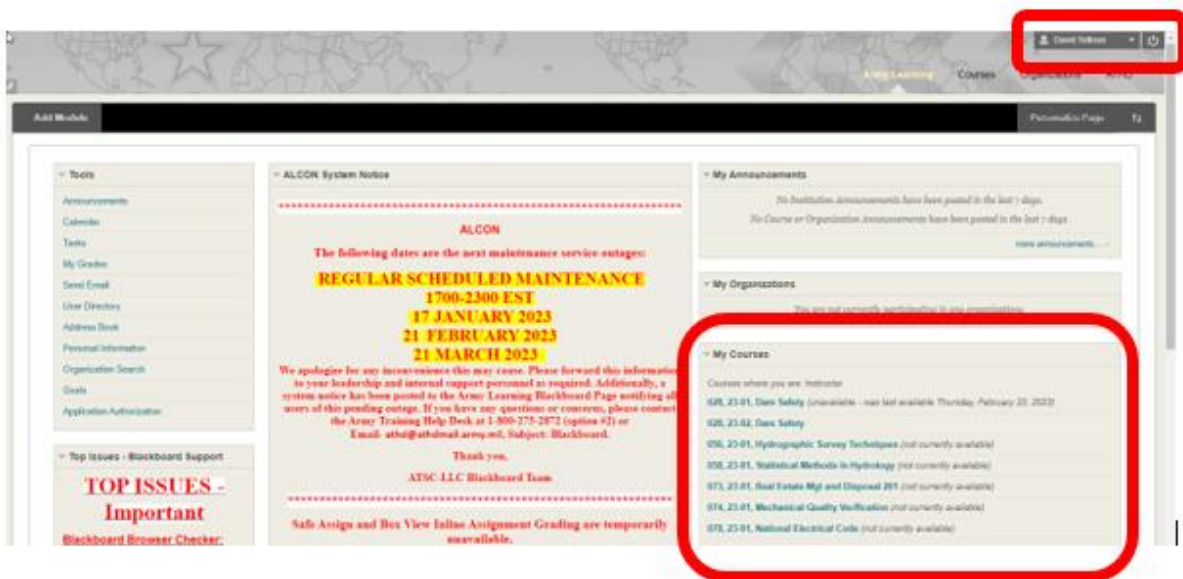 Courses
Add Module
Personalize Page
Tools
Announcements
Calendar
Tasks
My Grades
Send Email
User Directory
Address Book
Personal Information
Organization Search
Goals
Application Authorization
Top Issues - Blackboard Support
TOP ISSUES -
Important
Blackboard Browser Checker:
ALCON System Notice
ALCON
The following dates are the next maintenance service outages:
REGULAR SCHEDULED MAINTENANCE
1700-2300 EST
17 JANUARY 2023
21 FEBRUARY 2023
21 MARCH 2023
We apologize for any inconvenience this may cause. Please forward this information
to your leadership and internal support personnel as required. Additionally, a
system notice has been posted to the Army Learning Blackboard Page notifying all
users of this pending outage. If you have any questions or concerns, please contact
the Army Training Help Desk at 1-800-275-2872 (option #2) or
Email- athd@athdmail.army.mil, Subject: Blackboard.
Thank you,
ATSC-LLC Blackboard Team
Safe Assign and Box View Inline Assignment Grading are temporarily
unavailable.
My Announcements
No Institution Announcements have been posted in the last 7 days.
No Course or Organization Announcements have been posted in the last 7 days.
more announcements...
My Organizations
You are not currently participating in any organizations.
My Courses
Courses where you are: Instructor
028, 23-01, Dam Safety (unavailable - was last available Thursday, February 23, 2023)
028, 23-02, Dam Safety
056, 23-01, Hydrographic Survey Techniques (not currently available)
058, 23-01, Statistical Methods in Hydrology (not currently available)
073, 23-01, Real Estate Mgt and Disposal 201 (not currently available)
074, 23-01, Mechanical Quality Verification (not currently available)
078, 23-01, National Electrical Code (not currently available)